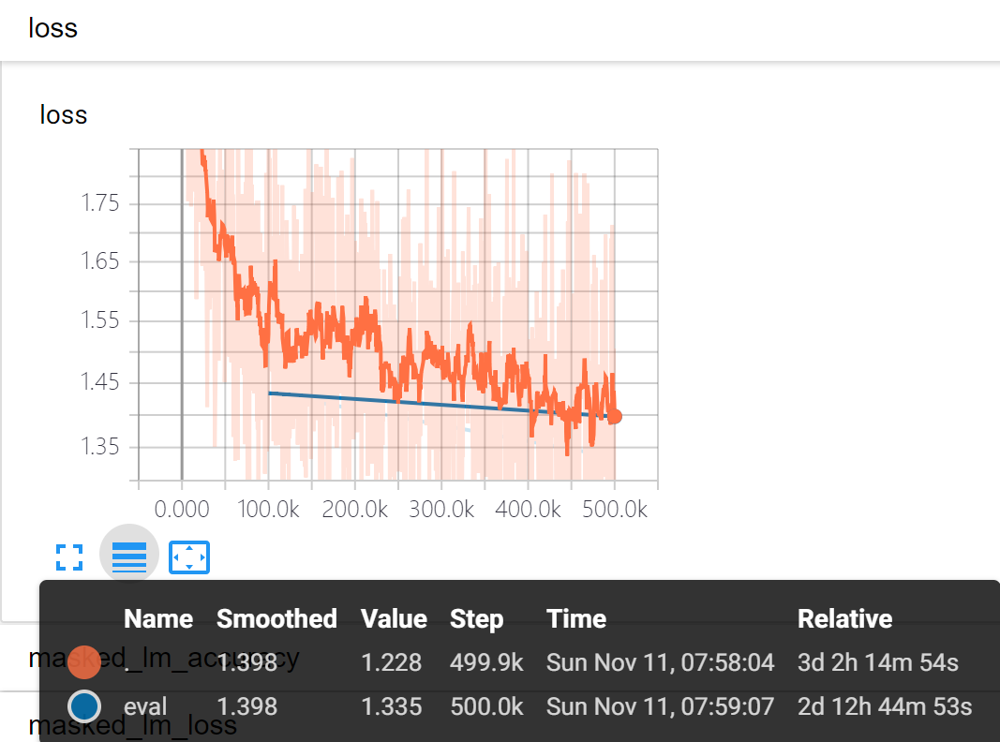 loss
loss
1.75
1.65
1.55
1.45
1.35
0.000 100.0k 200.0k 300.0k 400.0k 500.0k
Name Smoothed Value Step Time Relative
. 1.398 1.228 499.9k Sun Nov 11, 07:58:04 3d 2h 14m 54s
masked_lm_accuracy
eval 1.398 1.335 500.0k Sun Nov 11, 07:59:07 2d 12h 44m 53s
masked_lm_loss